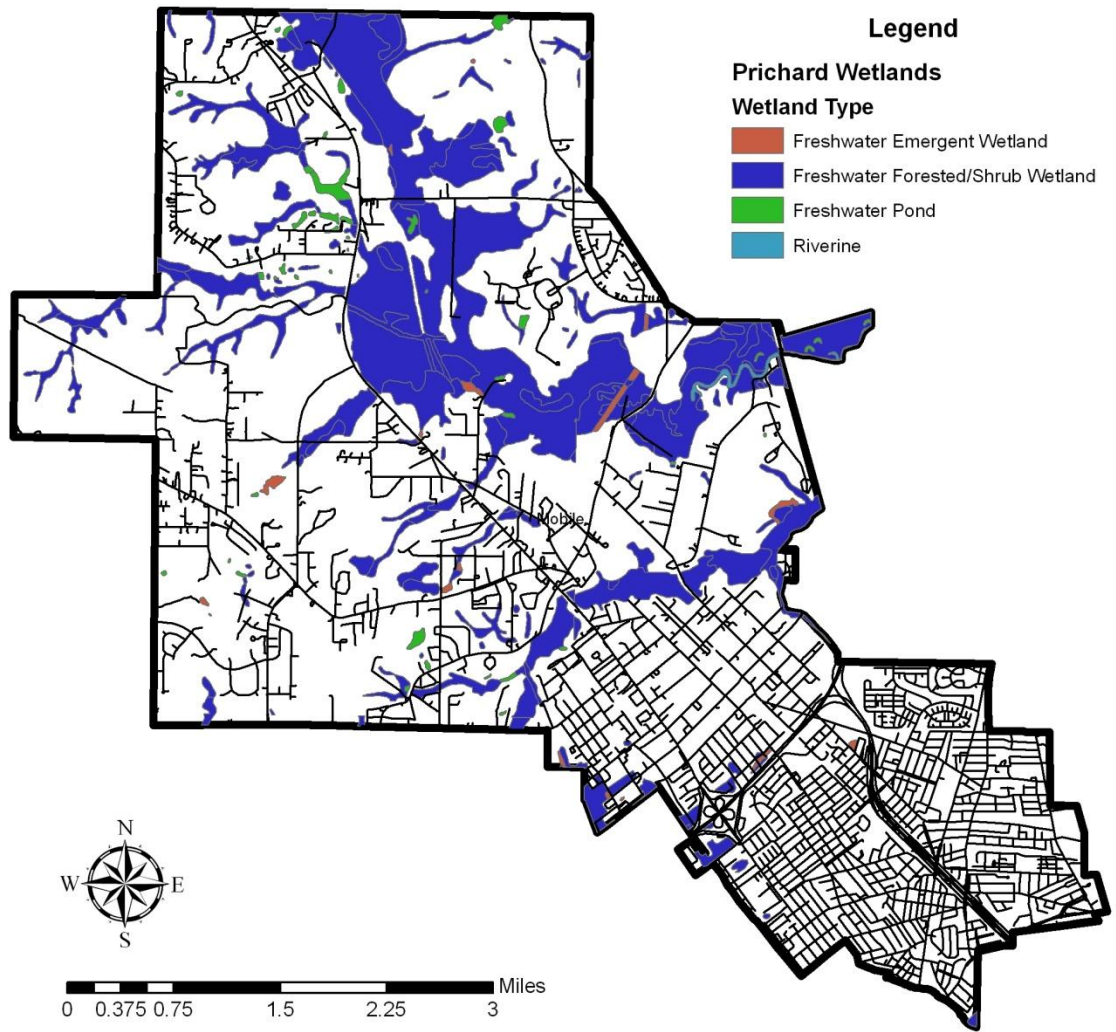 Legend
Prichard Wetlands
Wetland Type
Freshwater Emergent Wetland
Freshwater Forested/Shrub Wetland
Freshwater Pond
Riverine
Mobile
N
W E
S
Miles
0 0.375 0.75 1.5 2.25 3